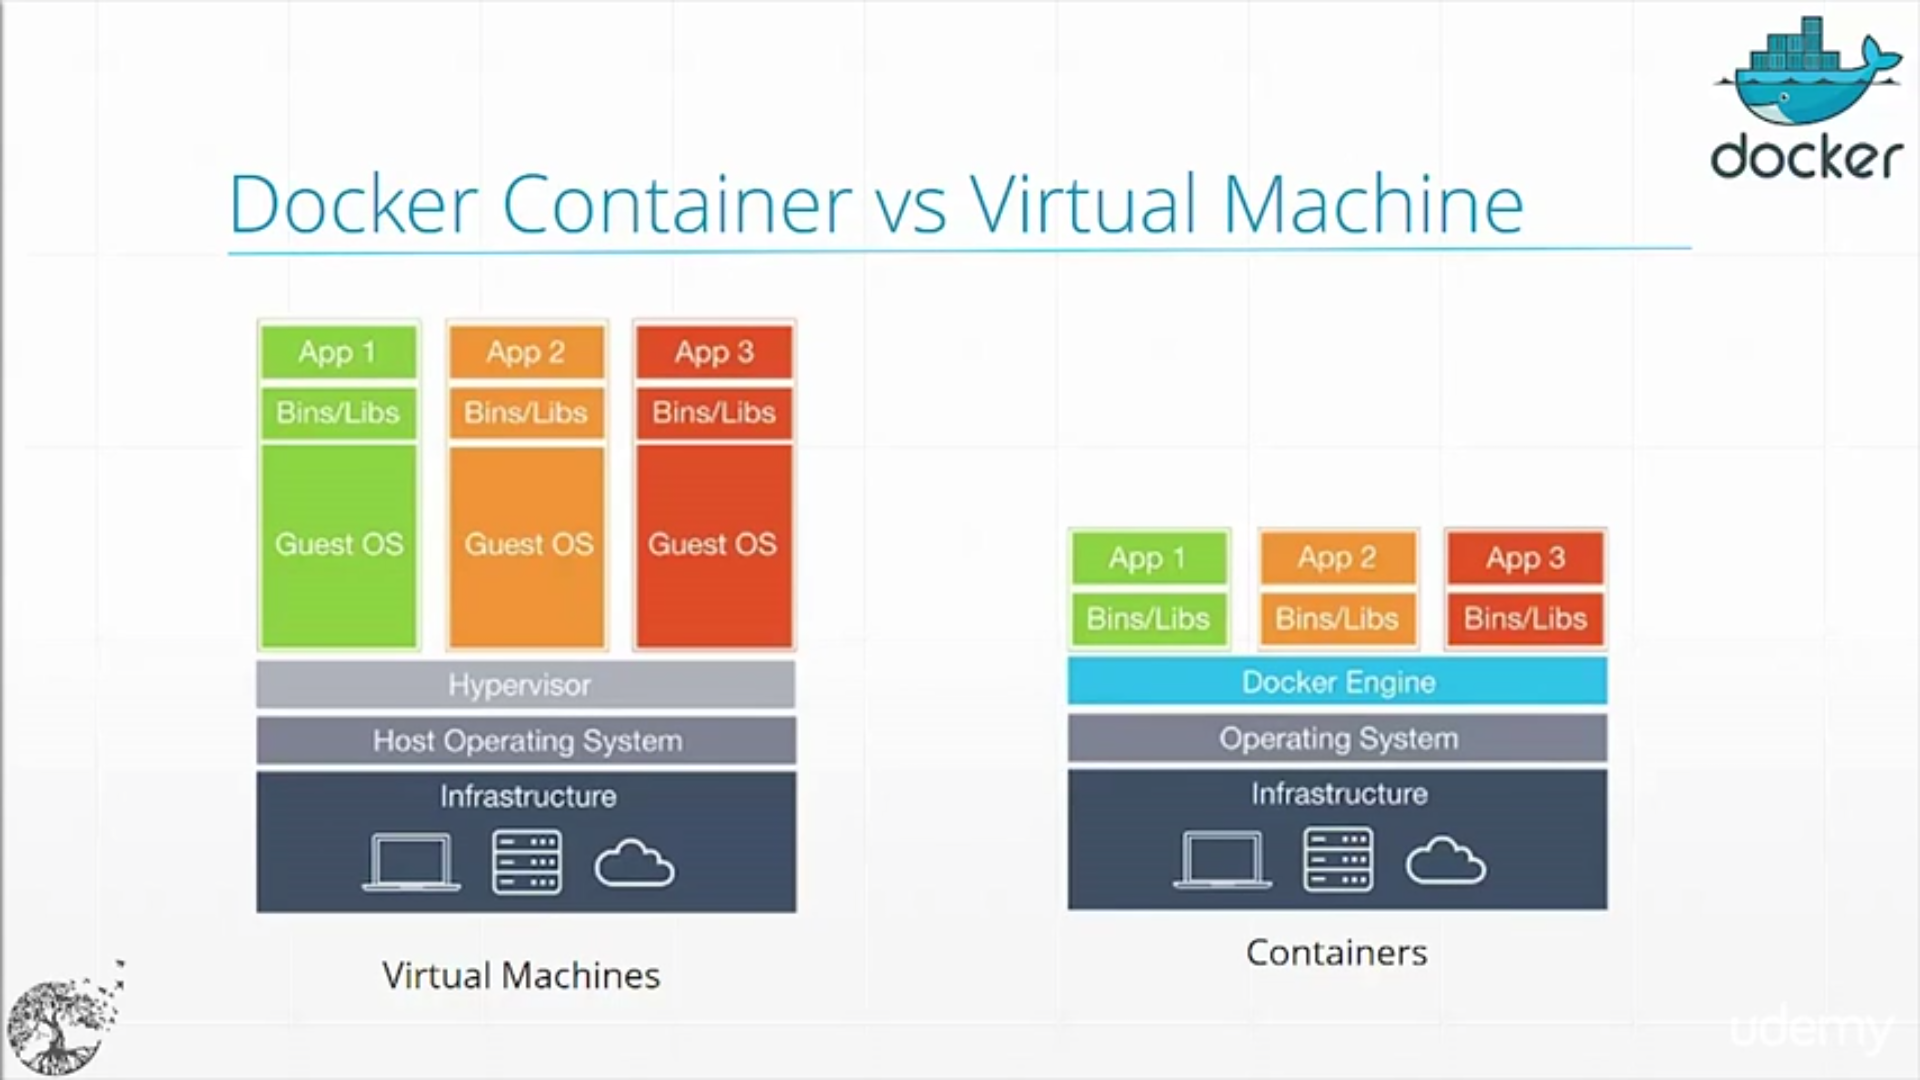 docker
Docker Container vs Virtual Machine
App 1
App 2
App 3
Bins/Libs
Bins/Libs
Bins/Libs
Guest OS
Guest OS
Guest OS
Hypervisor
Host Operating System
Infrastructure
Virtual Machines
App 1
App 2
App 3
Bins/Libs
Bins/Libs
Bins/Libs
Docker Engine
Operating System
Infrastructure
Containers
udemy